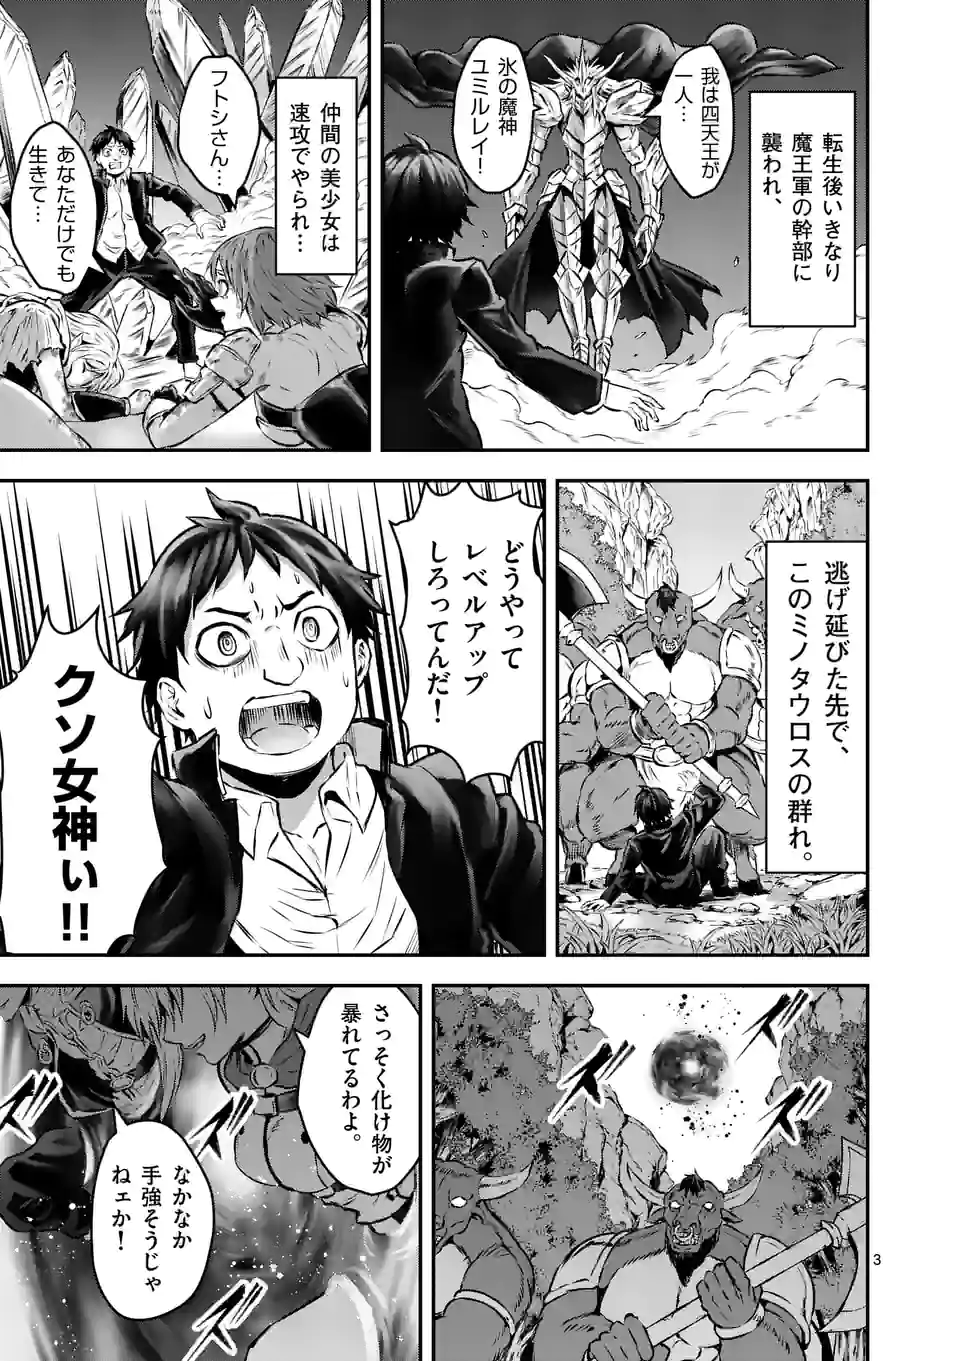 転生後いきなり
魔王軍の幹部に
襲われ、
我は四天王が
一人…
氷の魔神
ユミルレイ！
仲間の美少女は
速攻でやられ…
フトシさん…
あなただけでも
生きて…
逃げ延びた先で、
このミノタウロスの群れ。
どうやって
レベルアップ
しろってんだ！
クソ女神ぃ!!
ズズ
ズズ
さっそく化け物が
暴れてるわよ。
なかなか
手強そうじゃ
ねェか！
3